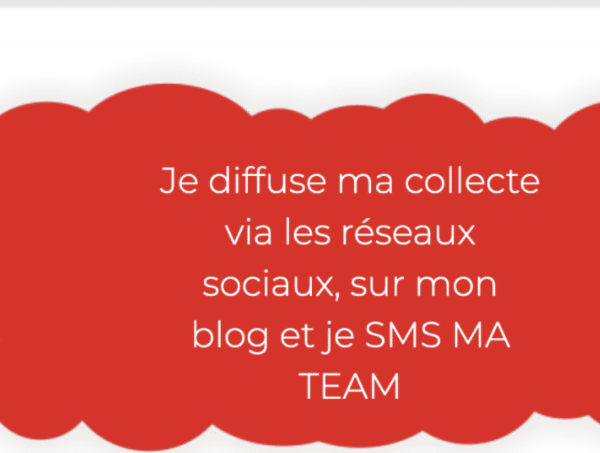 Je diffuse ma collecte
via les réseaux
sociaux, sur mon
blog et je SMS MA
TEAM